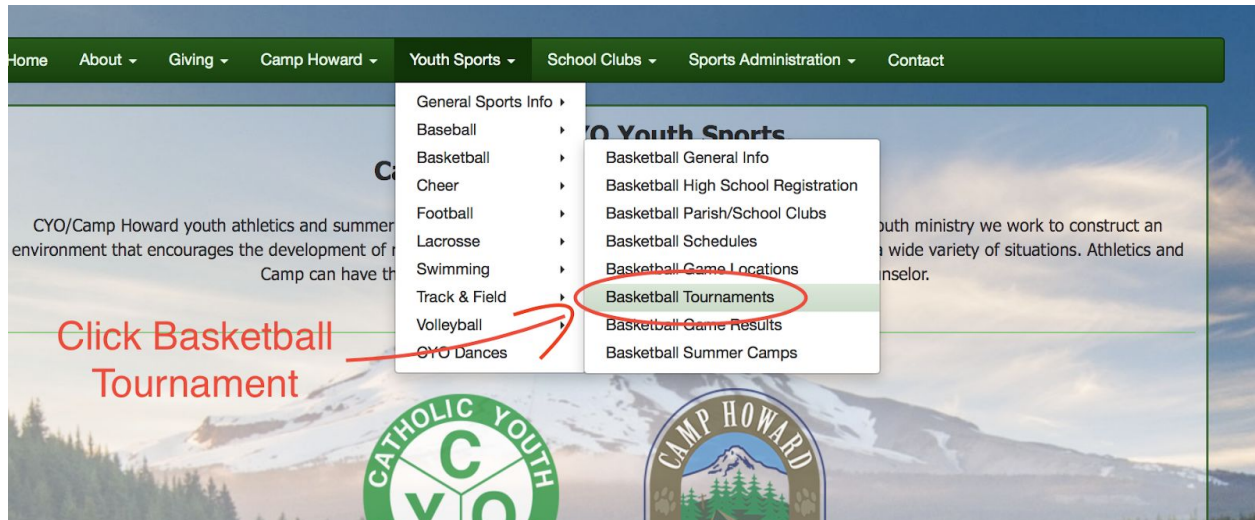 Home About Giving Camp Howard Youth Sports School Clubs Sports Administration Contact
General Sports Info
Baseball
Basketball
Cheer
Football
Lacrosse
Swimming
Track & Field
Volleyball
CYO Dances
Basketball General Info
Basketball High School Registration
Basketball Parish/School Clubs
Basketball Schedules
Basketball Game Locations
Basketball Tournaments
Basketball Game Results
Basketball Summer Camps
Youth Sports
CYO/Camp Howard youth athletics and summer
ministry we work to construct an
environment that encourages the development of
wide variety of situations. Athletics and
Camp can have
Click Basketball
Tournament
CATHOLIC YOUTH
C
Y O
CAMP HOWARD